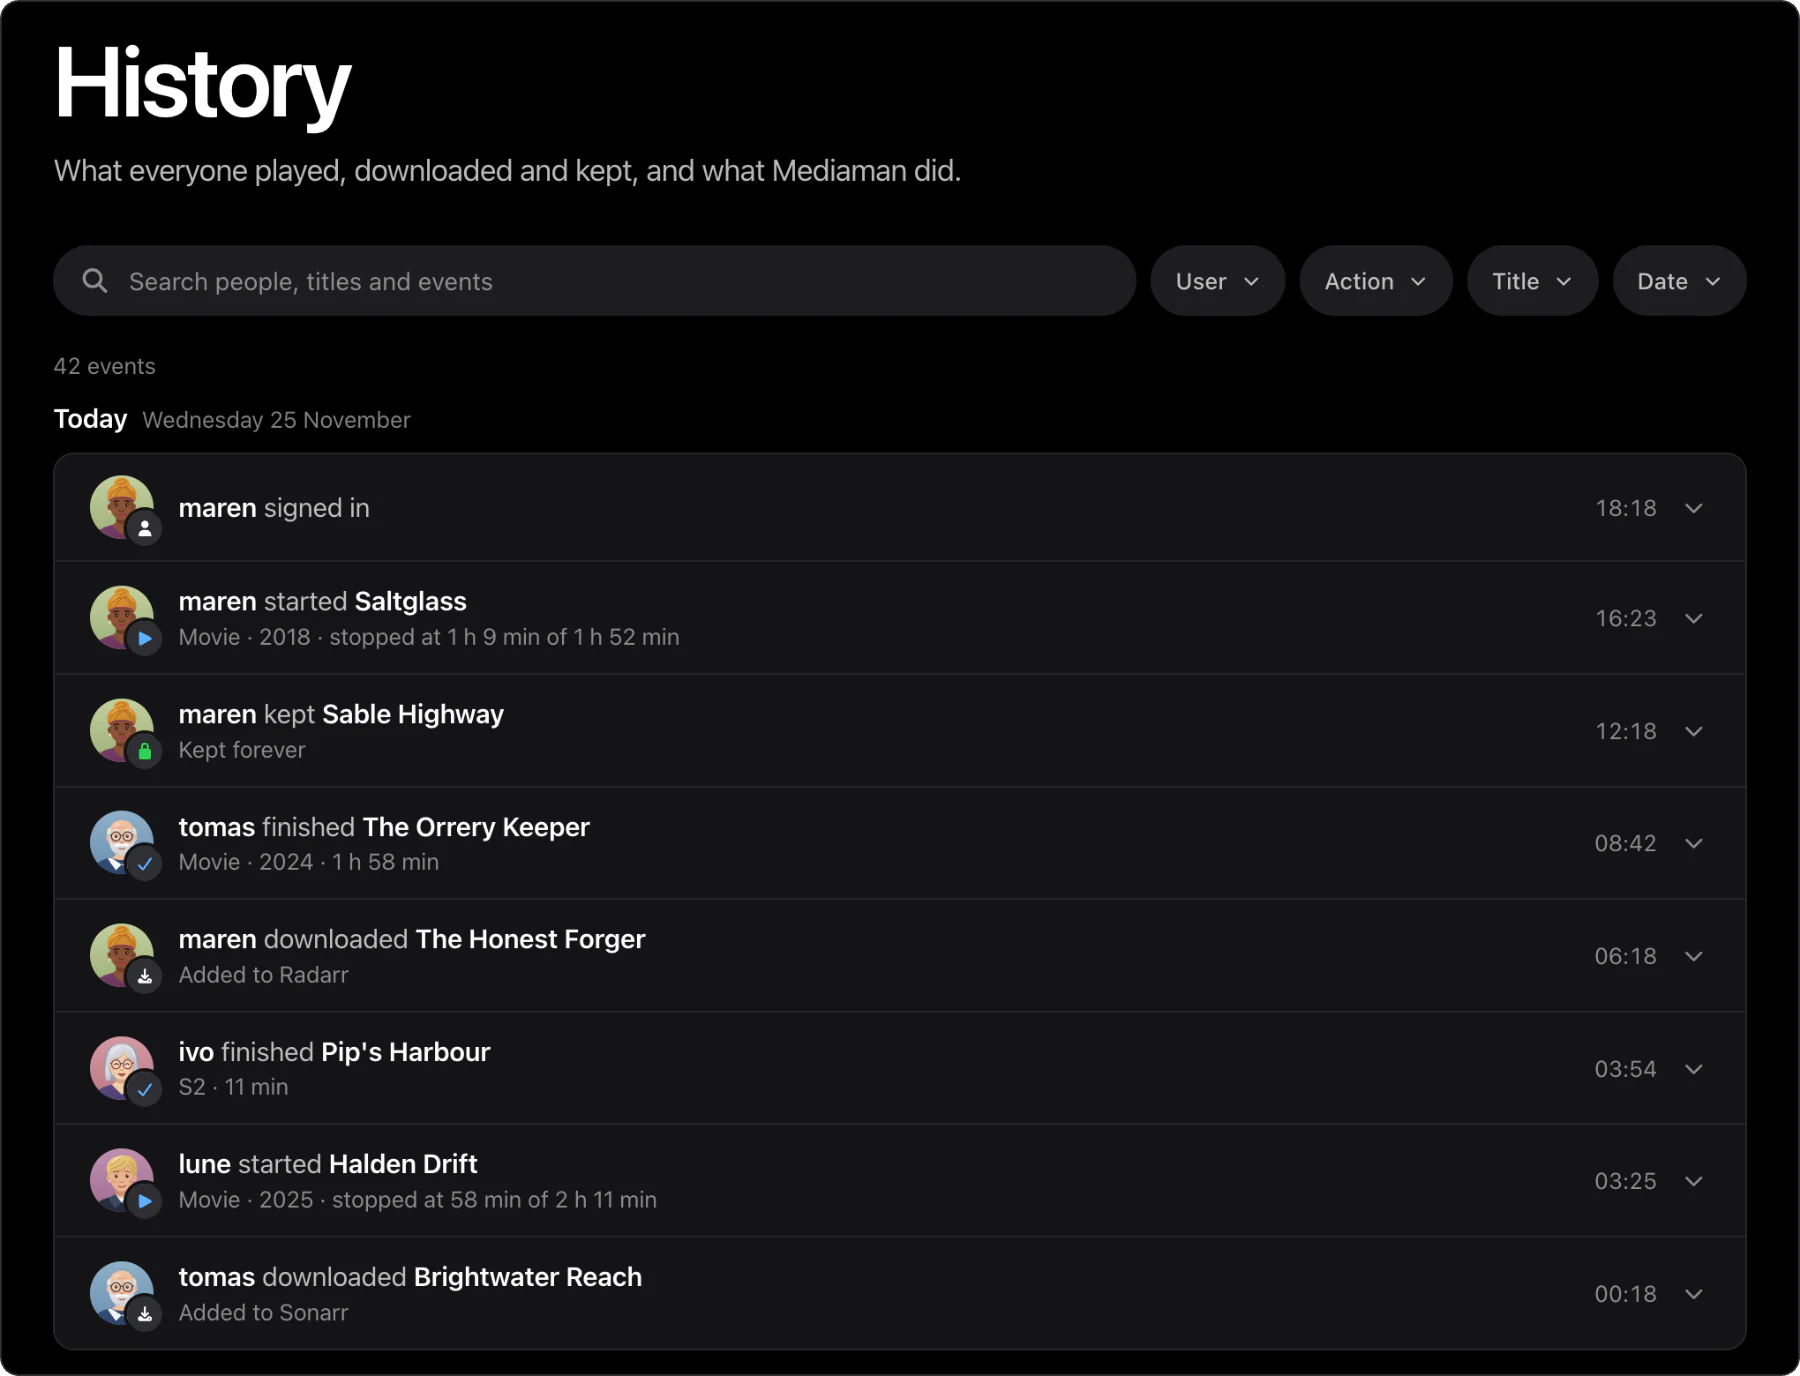 History
What everyone played, downloaded and kept, and what Mediaman did.
Search people, titles and events
User
Action
Title
Date
42 events
Today Wednesday 25 November
maren signed in
18:18
maren started Saltglass
Movie · 2018 · stopped at 1 h 9 min of 1 h 52 min
16:23
maren kept Sable Highway
Kept forever
12:18
tomas finished The Orrery Keeper
Movie · 2024 · 1 h 58 min
08:42
maren downloaded The Honest Forger
Added to Radarr
06:18
ivo finished Pip's Harbour
S2 · 11 min
03:54
lune started Halden Drift
Movie · 2025 · stopped at 58 min of 2 h 11 min
03:25
tomas downloaded Brightwater Reach
Added to Sonarr
00:18